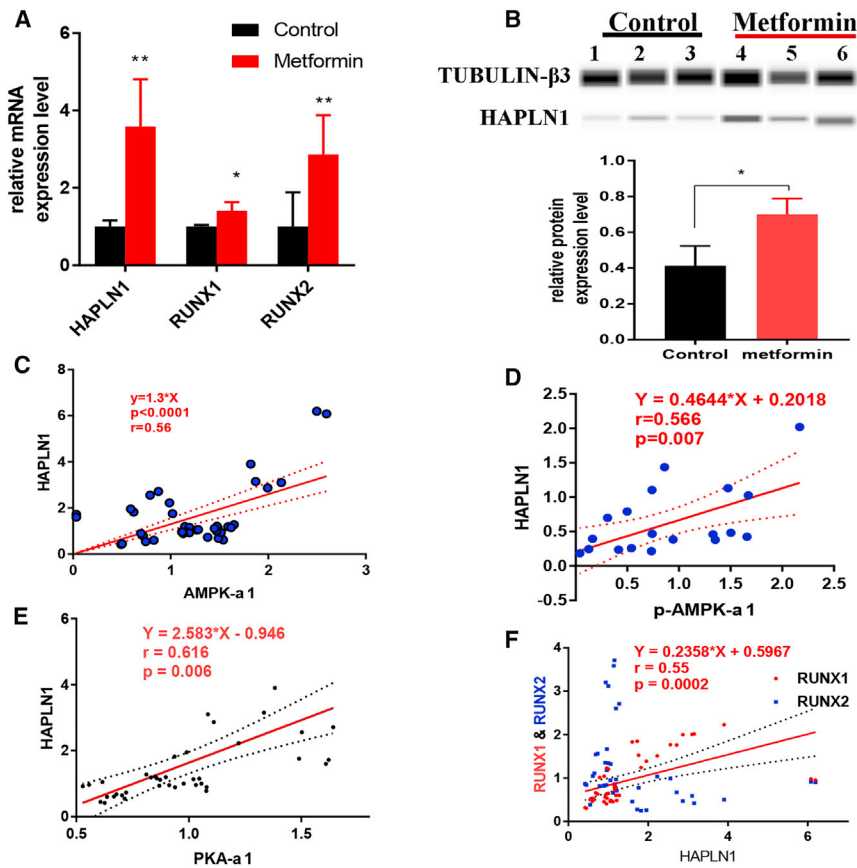 A
Control
Metformin
6
4
2
0
relative mRNA
expression level
**
*
**
HAPLN1
RUNX1
RUNX2
B
Control Metformin
1 2 3 4 5 6
TUBULIN-β3
HAPLN1
1.0
0.8
0.6
0.4
0.2
0.0
relative protein
expression level
*
Control metformin
C
8
6
4
2
0
HAPLN1
y=1.3*X
p<0.0001
r=0.56
0 1 2 3
AMPK-a 1
D
2.5
2.0
1.5
1.0
0.5
0.0
-0.5
HAPLN1
Y = 0.4644*X + 0.2018
r=0.566
p=0.007
0.5 1.0 1.5 2.0 2.5
p-AMPK-a 1
E
6
4
2
0
HAPLN1
Y = 2.583*X - 0.946
r = 0.616
p = 0.006
0.5 1.0 1.5
PKA-a 1
F
4
3
2
1
0
RUNX1 & RUNX2
Y = 0.2358*X + 0.5967
r = 0.55
p = 0.0002
RUNX1
RUNX2
0 2 4 6
HAPLN1